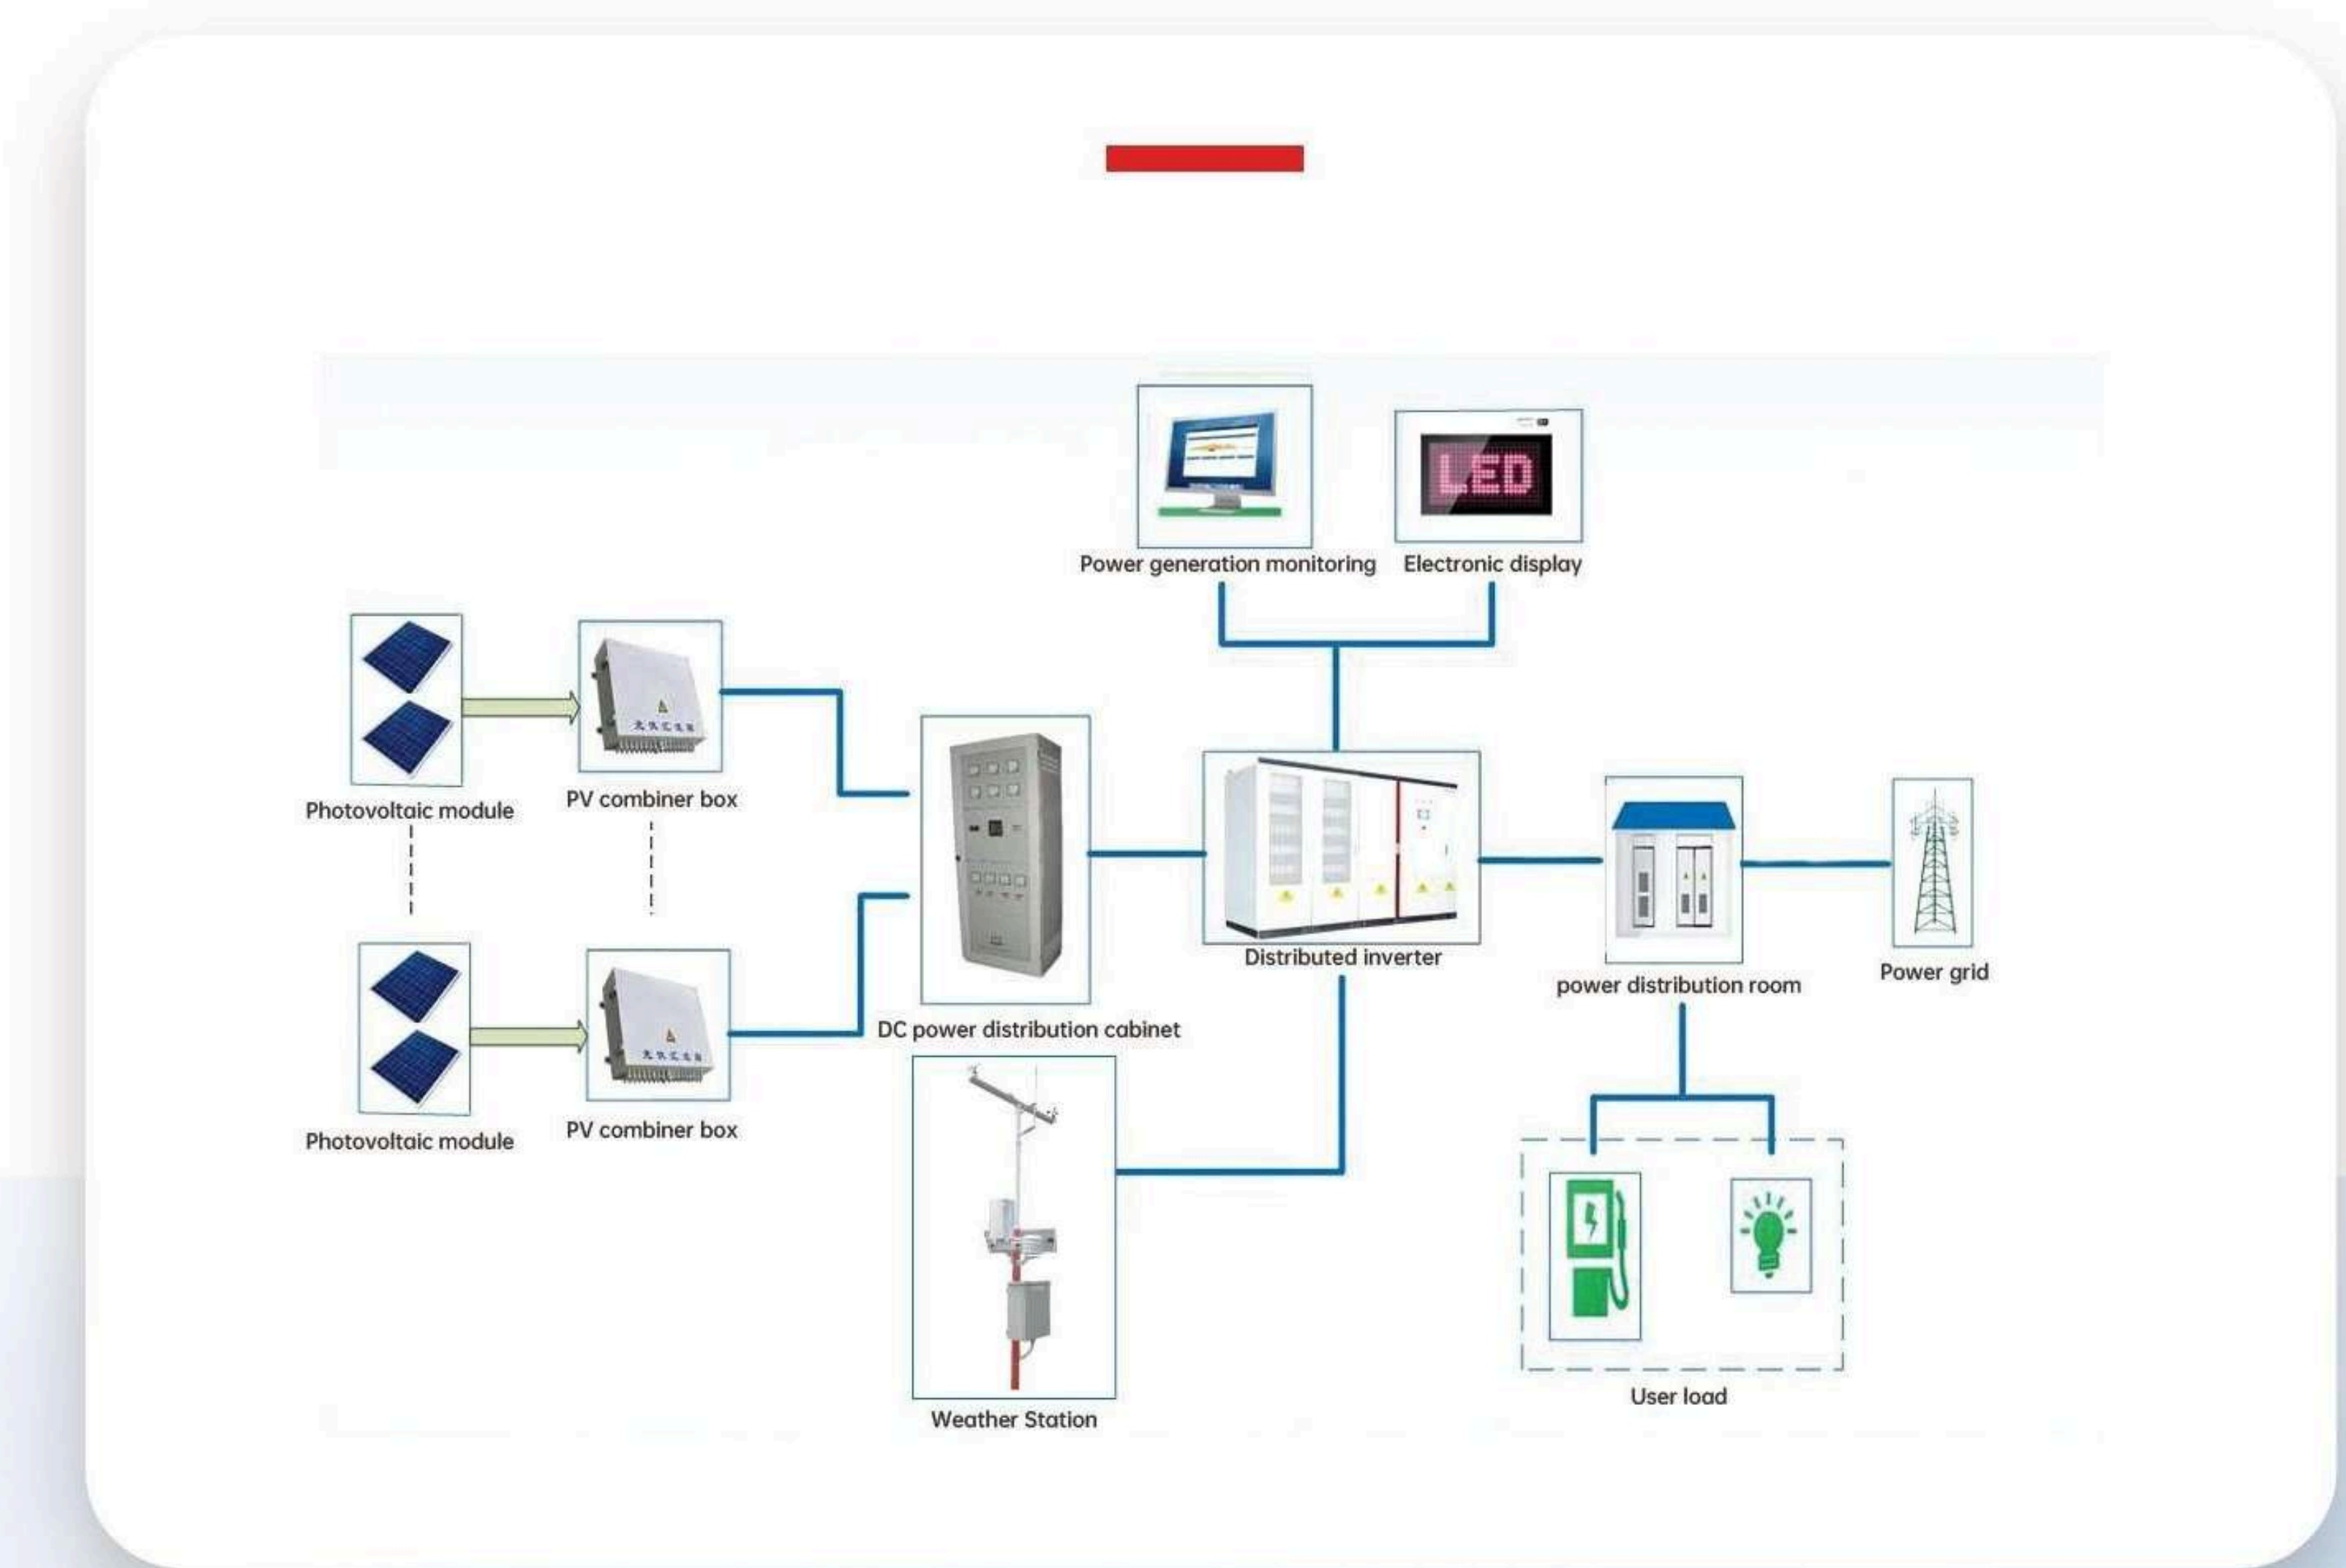 LED
Power generation monitoring
Electronic display
Photovoltaic module
PV combiner box
DC power distribution cabinet
Distributed inverter
power distribution room
Power grid
Photovoltaic module
PV combiner box
User load
Weather Station